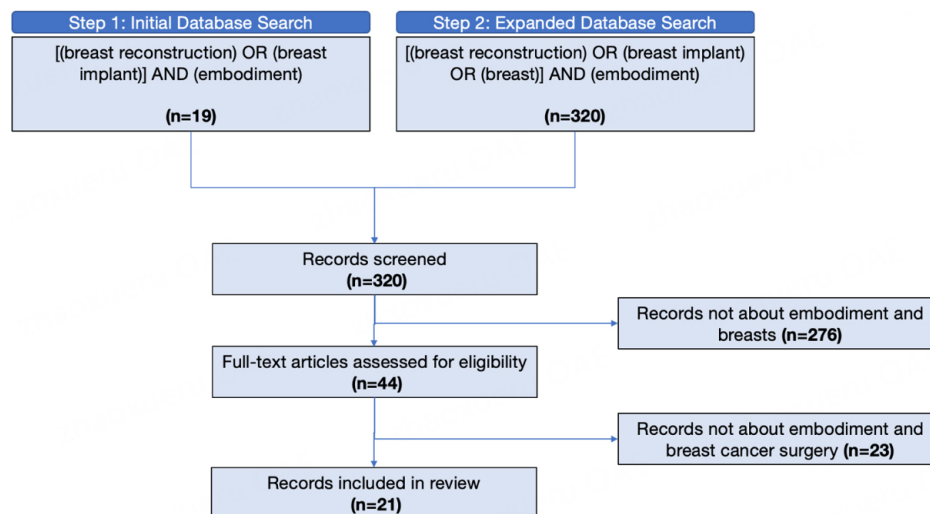 Step 1: Initial Database Search
[(breast reconstruction) OR (breast
implant)] AND (embodiment)
(n=19)
Step 2: Expanded Database Search
[(breast reconstruction) OR (breast implant)
OR (breast)] AND (embodiment)
(n=320)
Records screened
(n=320)
Records not about embodiment and
breasts (n=276)
Full-text articles assessed for eligibility
(n=44)
Records not about embodiment and
breast cancer surgery (n=23)
Records included in review
(n=21)